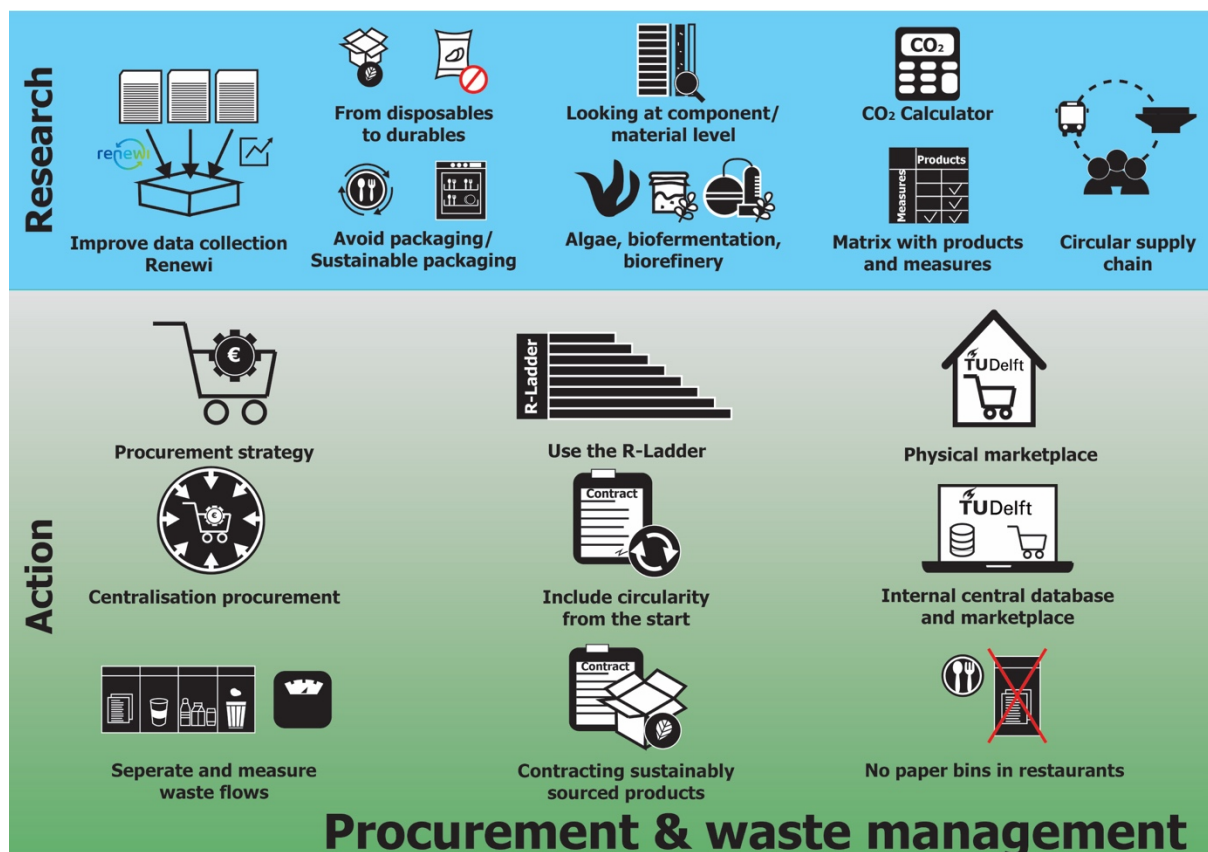 Research
renewi
Improve data collection
Renewi
From disposables
to durables
Avoid packaging/
Sustainable packaging
Looking at component/
material level
Algae, biofermentation,
biorefinery
CO₂
CO₂ Calculator
Products
Measures
Matrix with products
and measures
Circular supply
chain
Action
€
Procurement strategy
R-Ladder
Use the R-Ladder
TUDelft
Physical marketplace
€
Centralisation procurement
Contract
Include circularity
from the start
TUDelft
Internal central database
and marketplace
Seperate and measure
waste flows
Contract
Contracting sustainably
sourced products
No paper bins in restaurants
Procurement & waste management